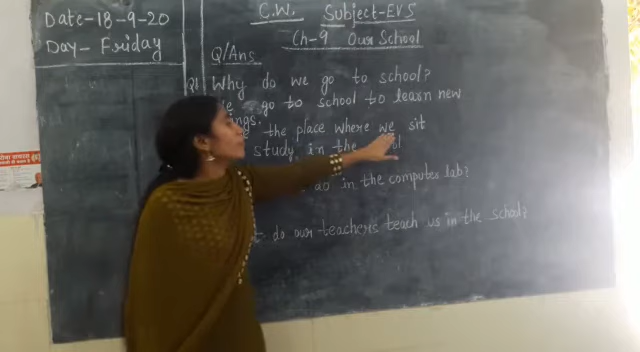 Date-18-9-20
Day- Friday
C.W. Subject-EVS
Ch-9 Our School
Q/Ans
Q1 Why do we go to school?
go to school to learn new
the place where we sit
study in the
do in the computer lab?
do our teachers teach us in the school?